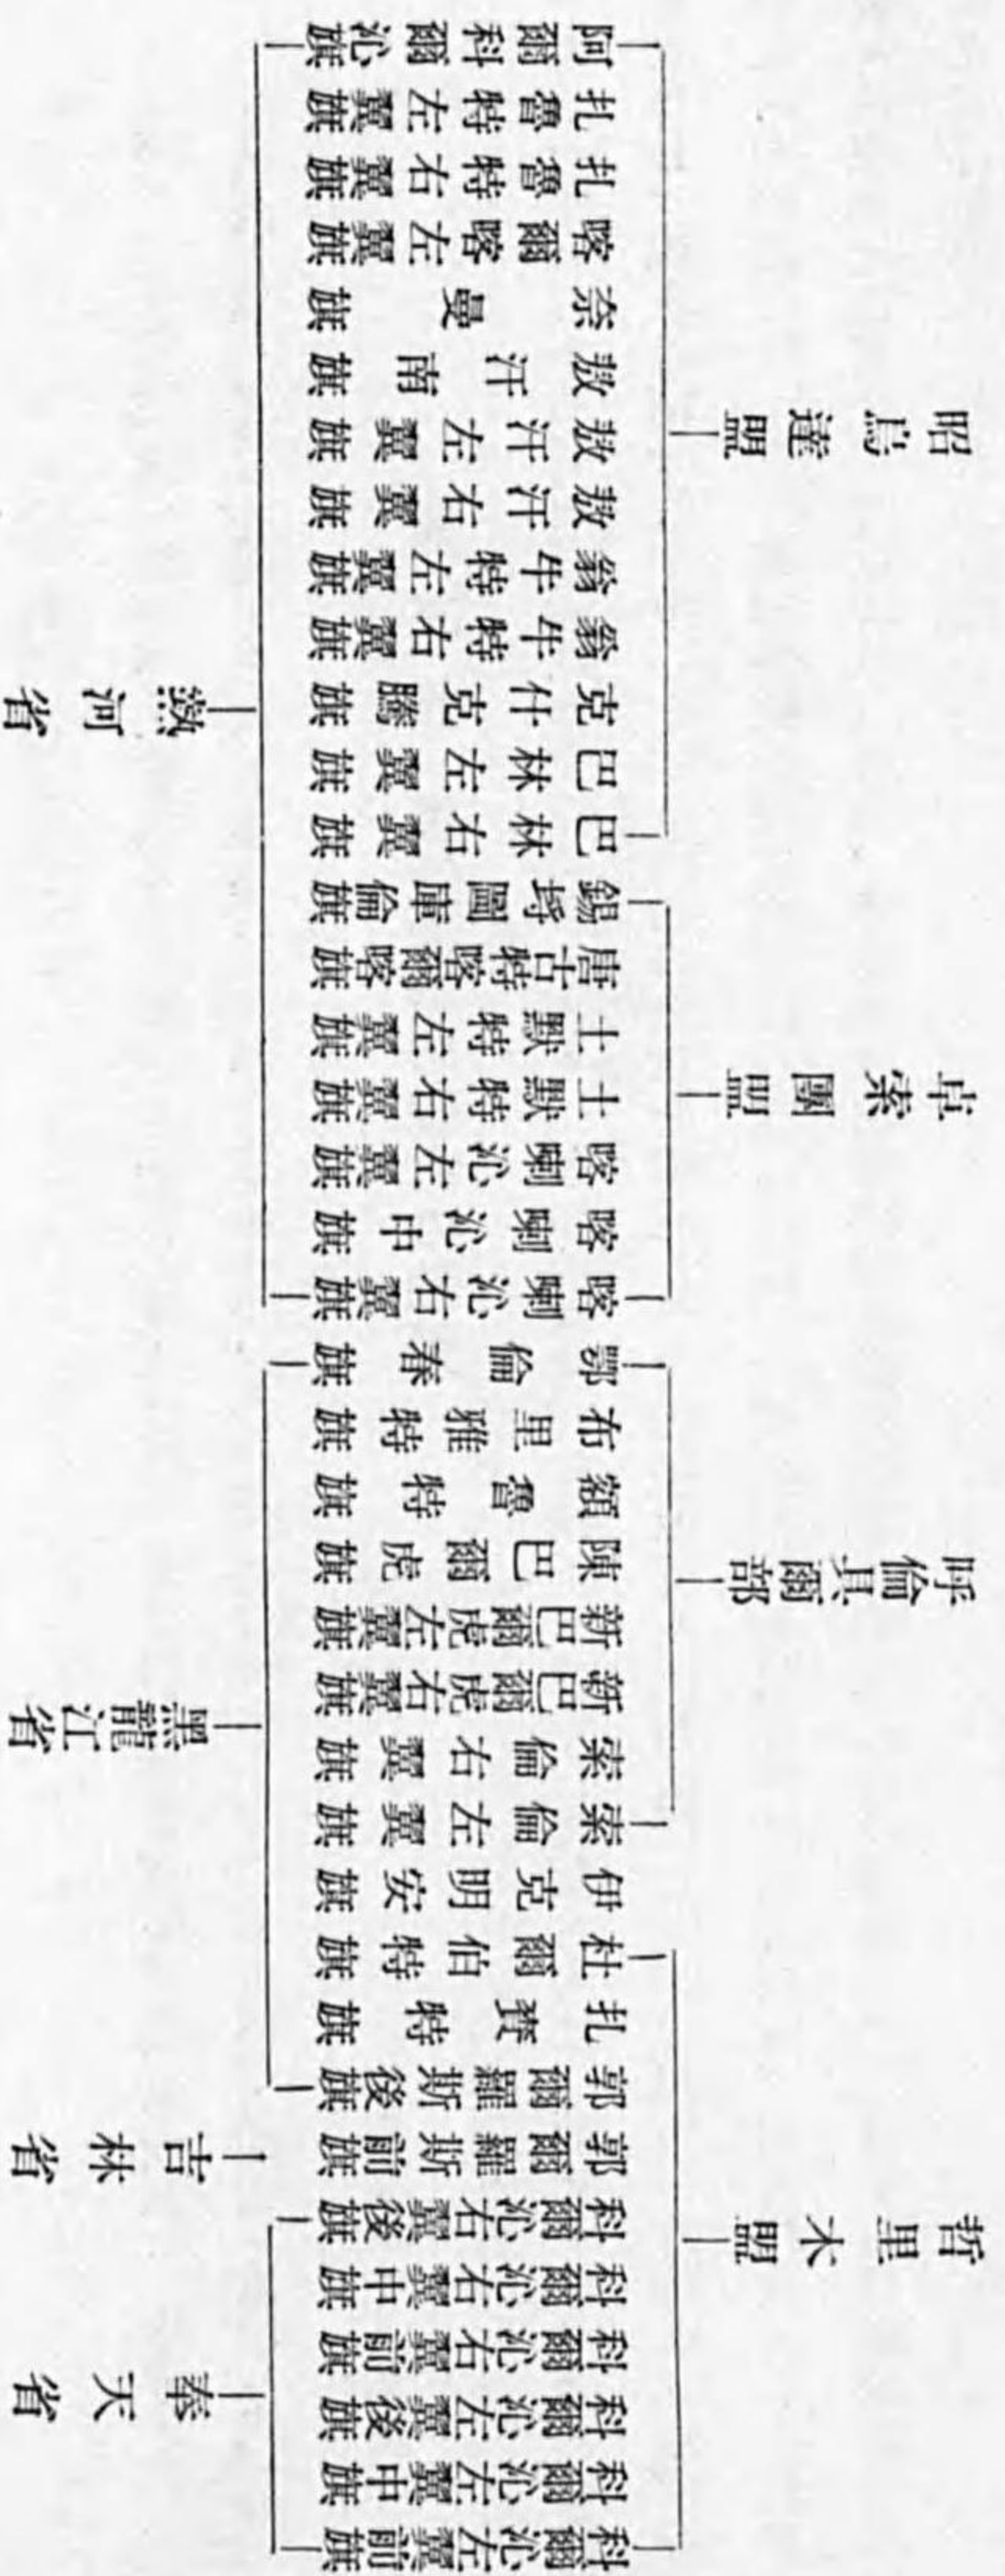 哲里木盟
科爾沁左翼前旗
科爾沁左翼中旗
科爾沁左翼後旗
科爾沁右翼前旗
科爾沁右翼中旗
科爾沁右翼後旗
奉天省
郭爾羅斯前旗
吉林省
郭爾羅斯後旗
扎賚特旗
杜爾伯特旗
伊克明安旗
呼倫其爾部
索倫左翼旗
索倫右翼旗
新巴爾虎右翼旗
新巴爾虎左翼旗
陳巴爾虎旗
額魯特旗
布里雅特旗
鄂倫春旗
黑龍江省
卓索團盟
喀喇沁右翼旗
喀喇沁中旗
喀喇沁左翼旗
土默特右翼旗
土默特左翼旗
唐古特喀爾喀旗
錫埒圖庫倫旗
昭烏達盟
巴林右翼旗
巴林左翼旗
克什克騰旗
翁牛特右翼旗
翁牛特左翼旗
敖汗右翼旗
敖汗左翼旗
敖汗南旗
奈曼旗
喀爾喀左翼旗
扎魯特右翼旗
扎魯特左翼旗
阿爾科爾沁旗
熱河省